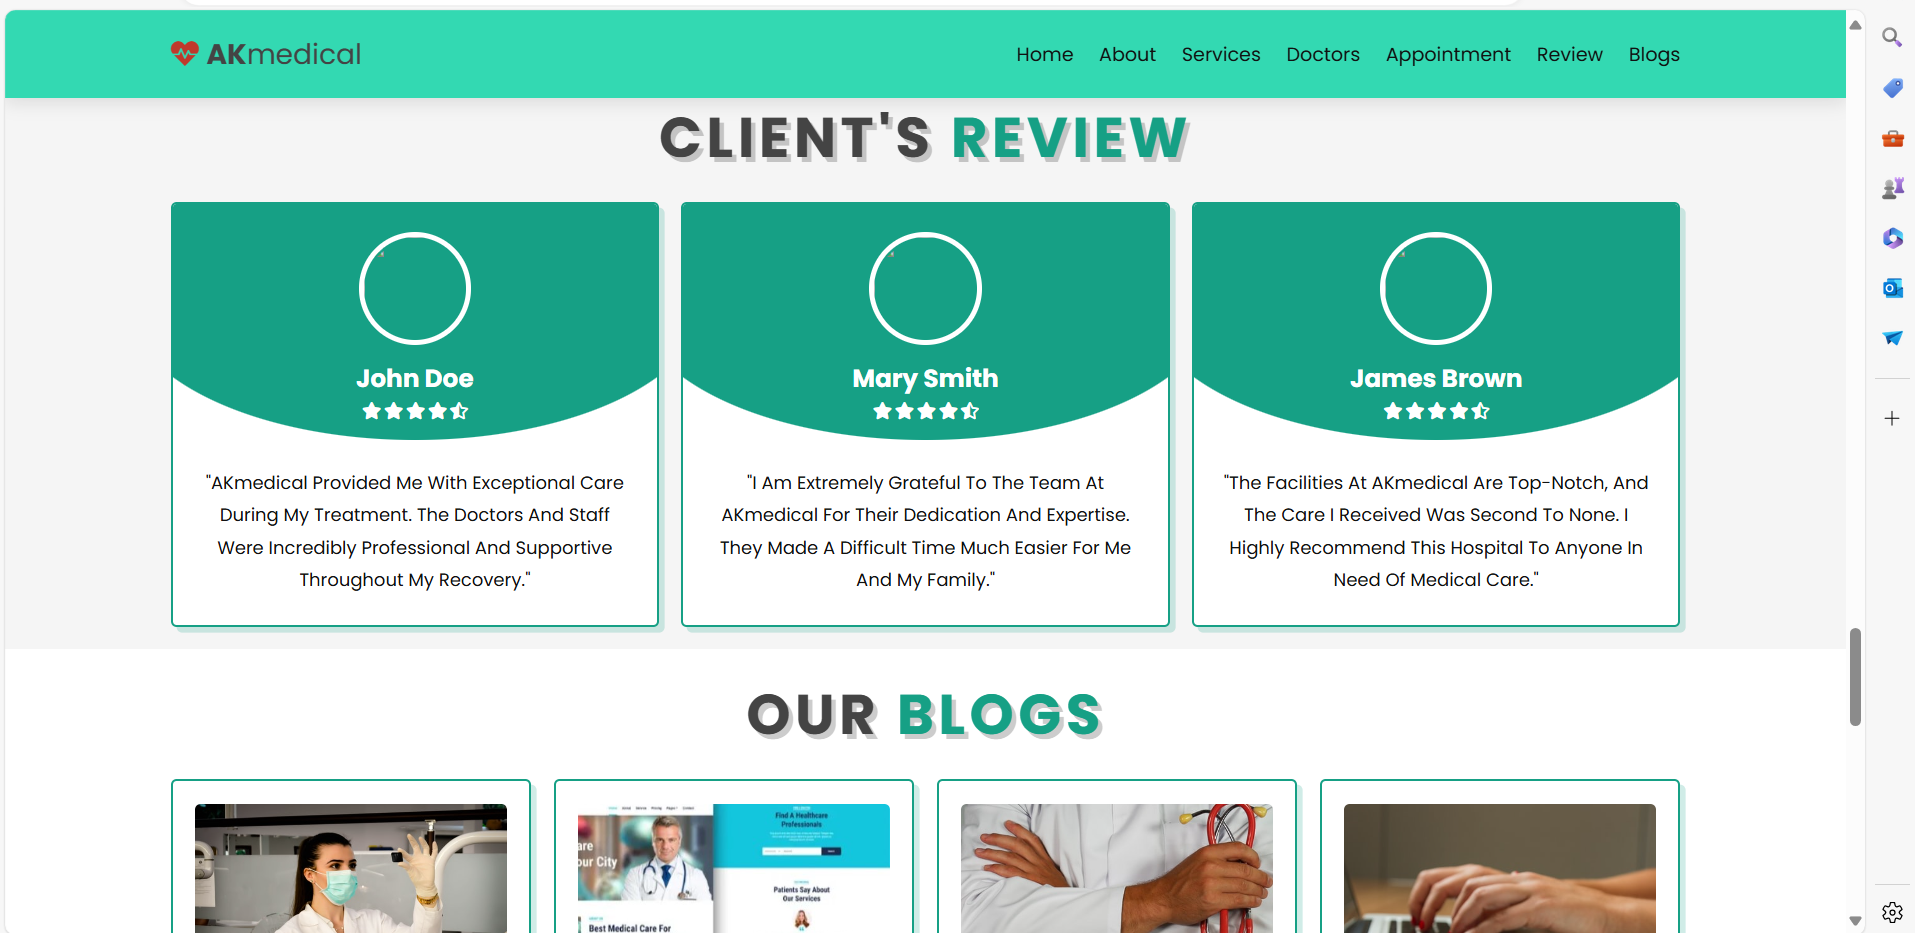 AKmedical
Home About Services Doctors Appointment Review Blogs
CLIENT'S REVIEW
John Doe
"AKmedical Provided Me With Exceptional Care
During My Treatment. The Doctors And Staff
Were Incredibly Professional And Supportive
Throughout My Recovery."
Mary Smith
"I Am Extremely Grateful To The Team At
AKmedical For Their Dedication And Expertise.
They Made A Difficult Time Much Easier For Me
And My Family."
James Brown
"The Facilities At AKmedical Are Top-Notch, And
The Care I Received Was Second To None. I
Highly Recommend This Hospital To Anyone In
Need Of Medical Care."
OUR BLOGS
are
our City
Find A Healthcare
Professionals
Patients Say About
Our Services
Best Medical Care For